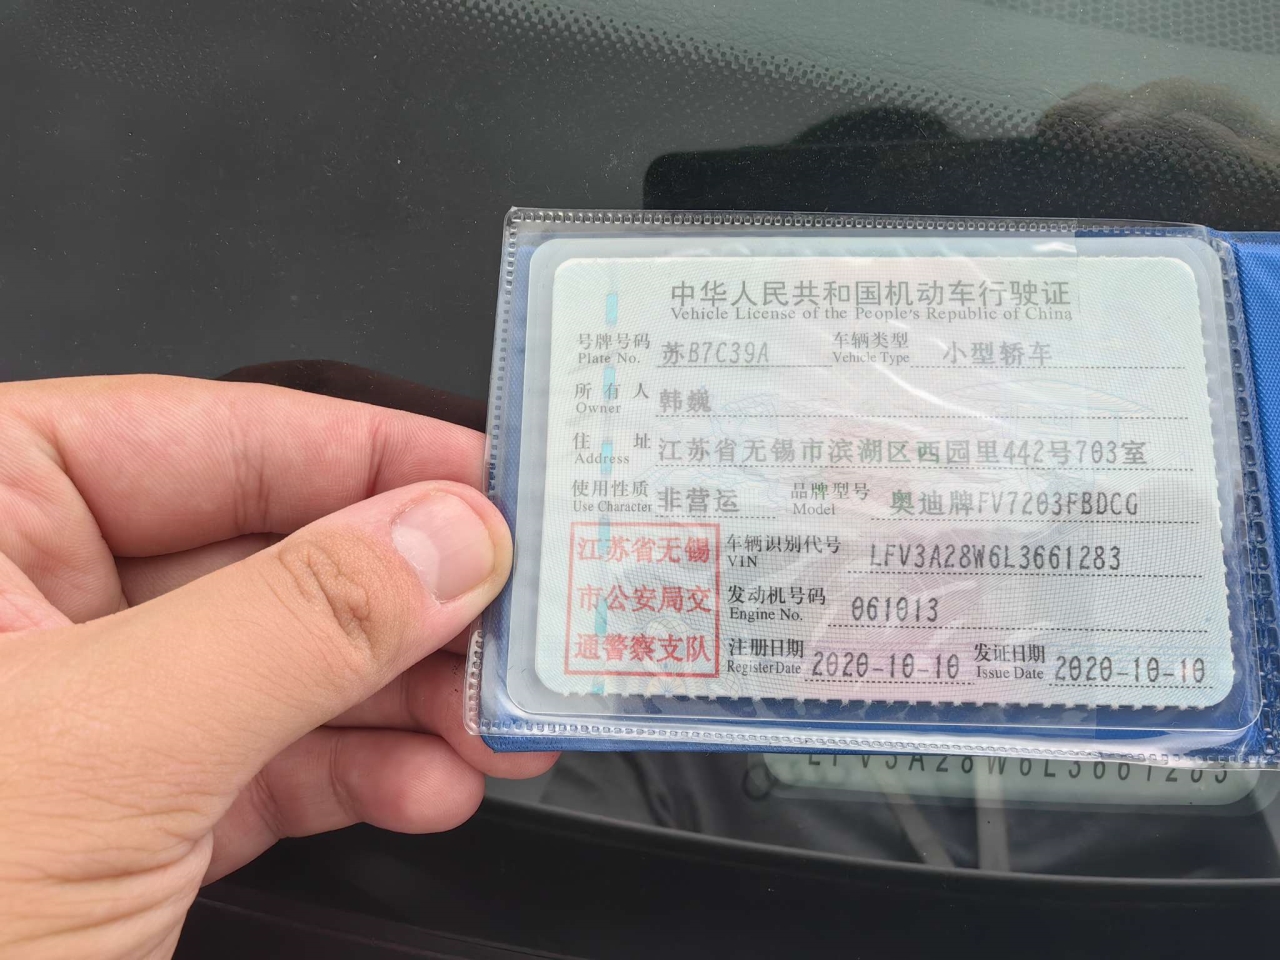 中华人民共和国机动车行驶证
Vehicle License of the People's Republic of China
号牌号码 苏B7C39A 车辆类型 小型轿车
Plate No. Vehicle Type
所有人 韩巍
Owner
住址 江苏省无锡市滨湖区西园里442号703室
Address
使用性质 非营运 品牌型号 奥迪牌FV7203FBDCG
Use Character Model
江苏省无锡
市公安局交
通警察支队
车辆识别代号 LFV3A28W6L3661283
VIN
发动机号码 061013
Engine No.
注册日期 2020-10-10 发证日期 2020-10-10
Register Date Issue Date
LFV3A28W6L3661283